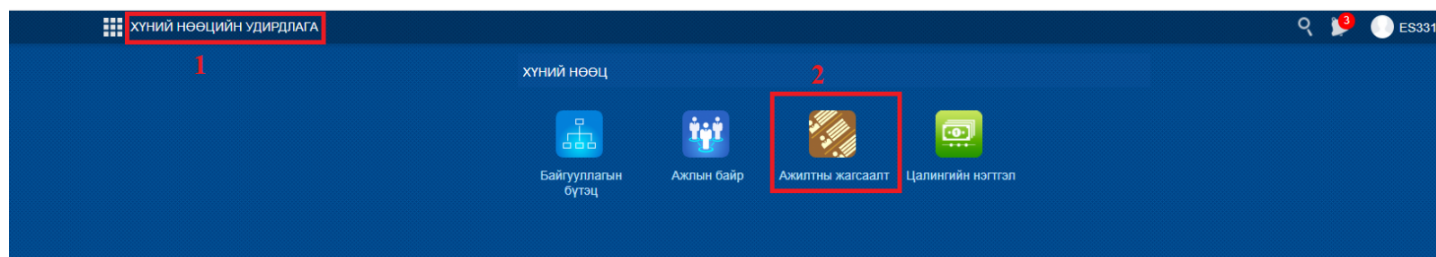 ХҮНИЙ НӨӨЦИЙН УДИРДЛАГА
3
ES331
1
ХҮНИЙ НӨӨЦ
2
Байгууллагын бүтэц
Ажлын байр
Ажилтны жагсаалт
Цалингийн нэгтгэл